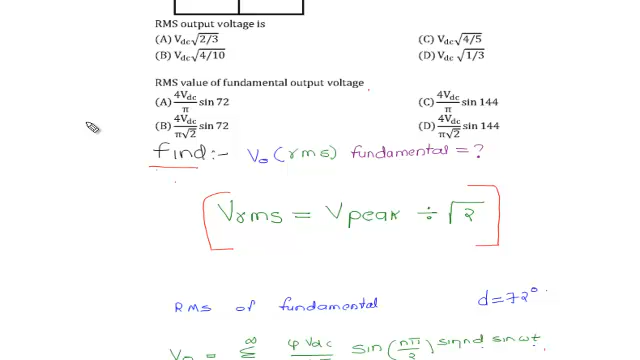 RMS output voltage is
(A) V_dc √2/3 (C) V_dc √4/5
(B) V_dc √4/10 (D) V_dc √1/3
RMS value of fundamental output voltage
(A) 4V_dc/π sin 72 (C) 4V_dc/π sin 144
(B) 4V_dc/π√2 sin 72 (D) 4V_dc/π√2 sin 144
find:- V_o (rms) fundamental = ?
Vrms = Vpeak ÷ √2
RMS of fundamental d=72°
V_o = ∞ Σ 4Vdc sin(nπ/2) sin nd sin ωt